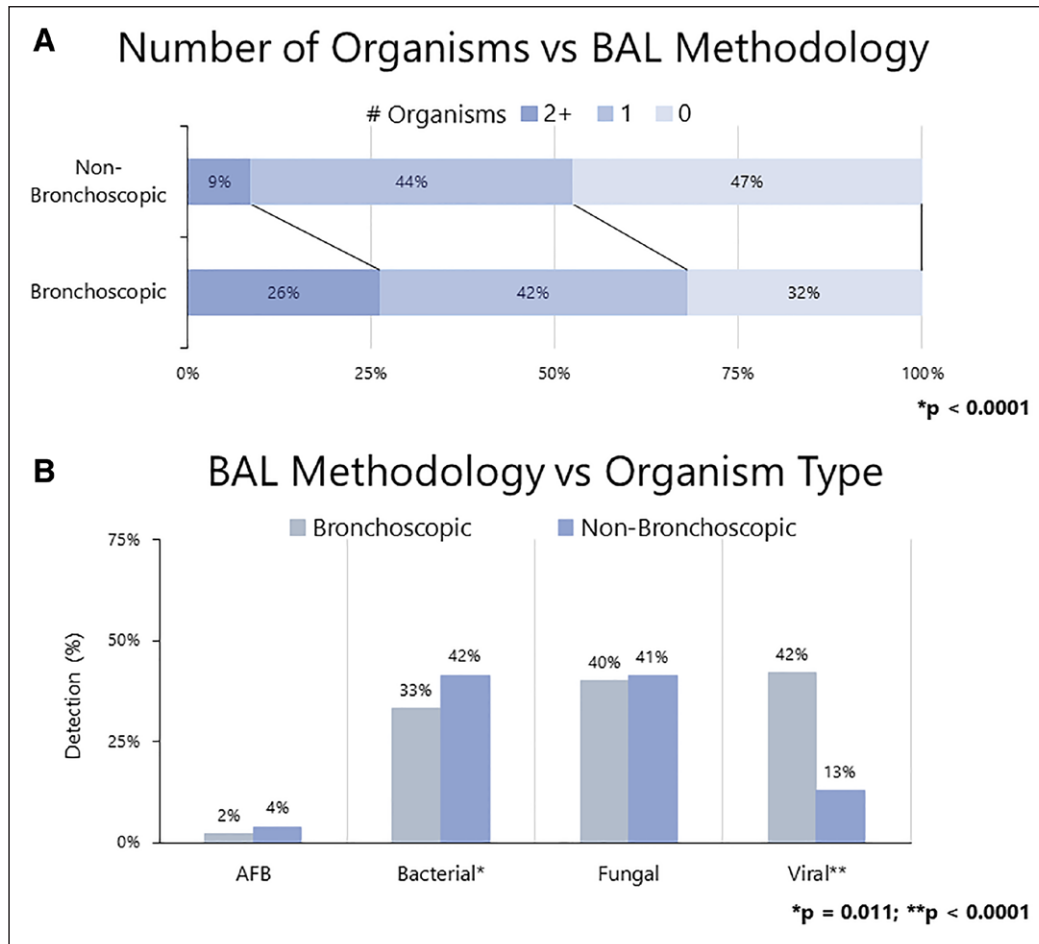 A
Number of Organisms vs BAL Methodology
# Organisms 2+ 1 0
Non-
Bronchoscopic
9% 44% 47%
Bronchoscopic
26% 42% 32%
0% 25% 50% 75% 100%
*p < 0.0001
B
BAL Methodology vs Organism Type
Bronchoscopic Non-Bronchoscopic
Detection (%)
75%
50%
25%
0%
2% 4%
33% 42%
40% 41%
42% 13%
AFB Bacterial* Fungal Viral**
*p = 0.011; **p < 0.0001